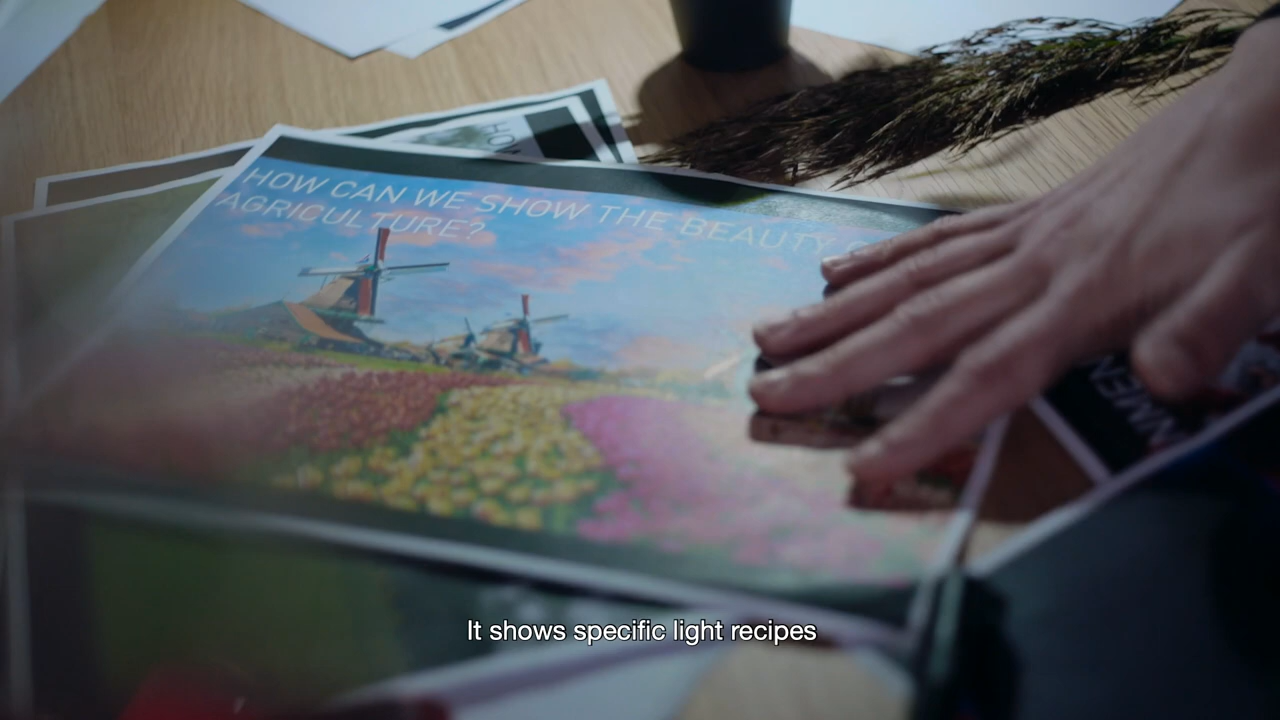 HOW CAN WE SHOW THE BEAUTY
AGRICULTURE?
It shows specific light recipes